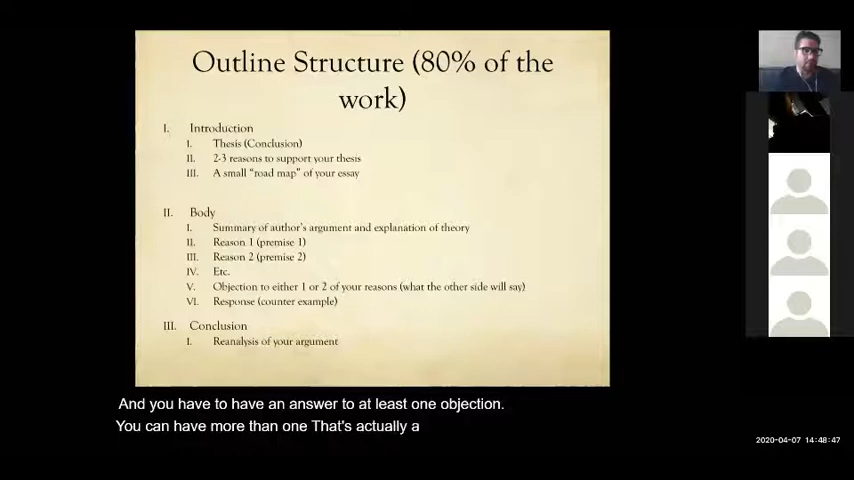 Outline Structure (80% of the
work)
I. Introduction
I. Thesis (Conclusion)
II. 2-3 reasons to support your thesis
III. A small "road map" of your essay
II. Body
I. Summary of author's argument and explanation of theory
II. Reason 1 (premise 1)
III. Reason 2 (premise 2)
IV. Etc.
V. Objection to either 1 or 2 of your reasons (what the other side will say)
VI. Response (counter example)
III. Conclusion
I. Reanalysis of your argument
And you have to have an answer to at least one objection.
You can have more than one That's actually a
2020-04-07 14:48:47